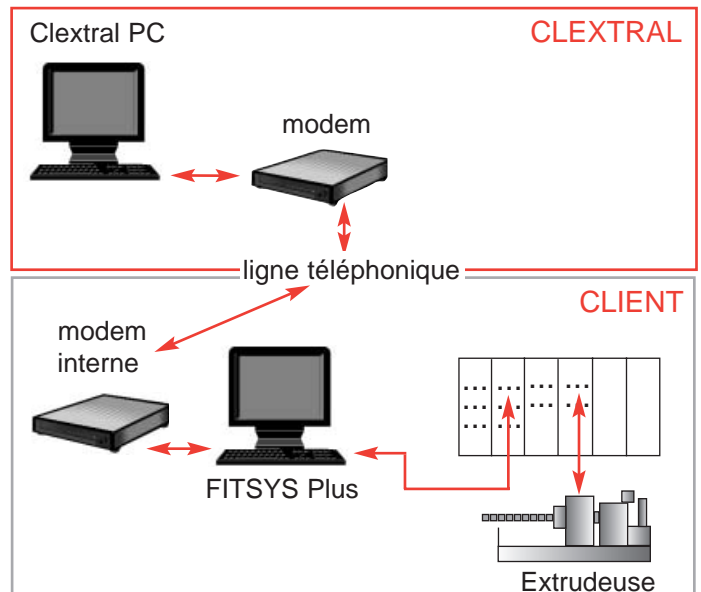 Clextral PC
CLEXTRAL
modem
ligne téléphonique
CLIENT
modem
interne
FITSYS Plus
Extrudeuse